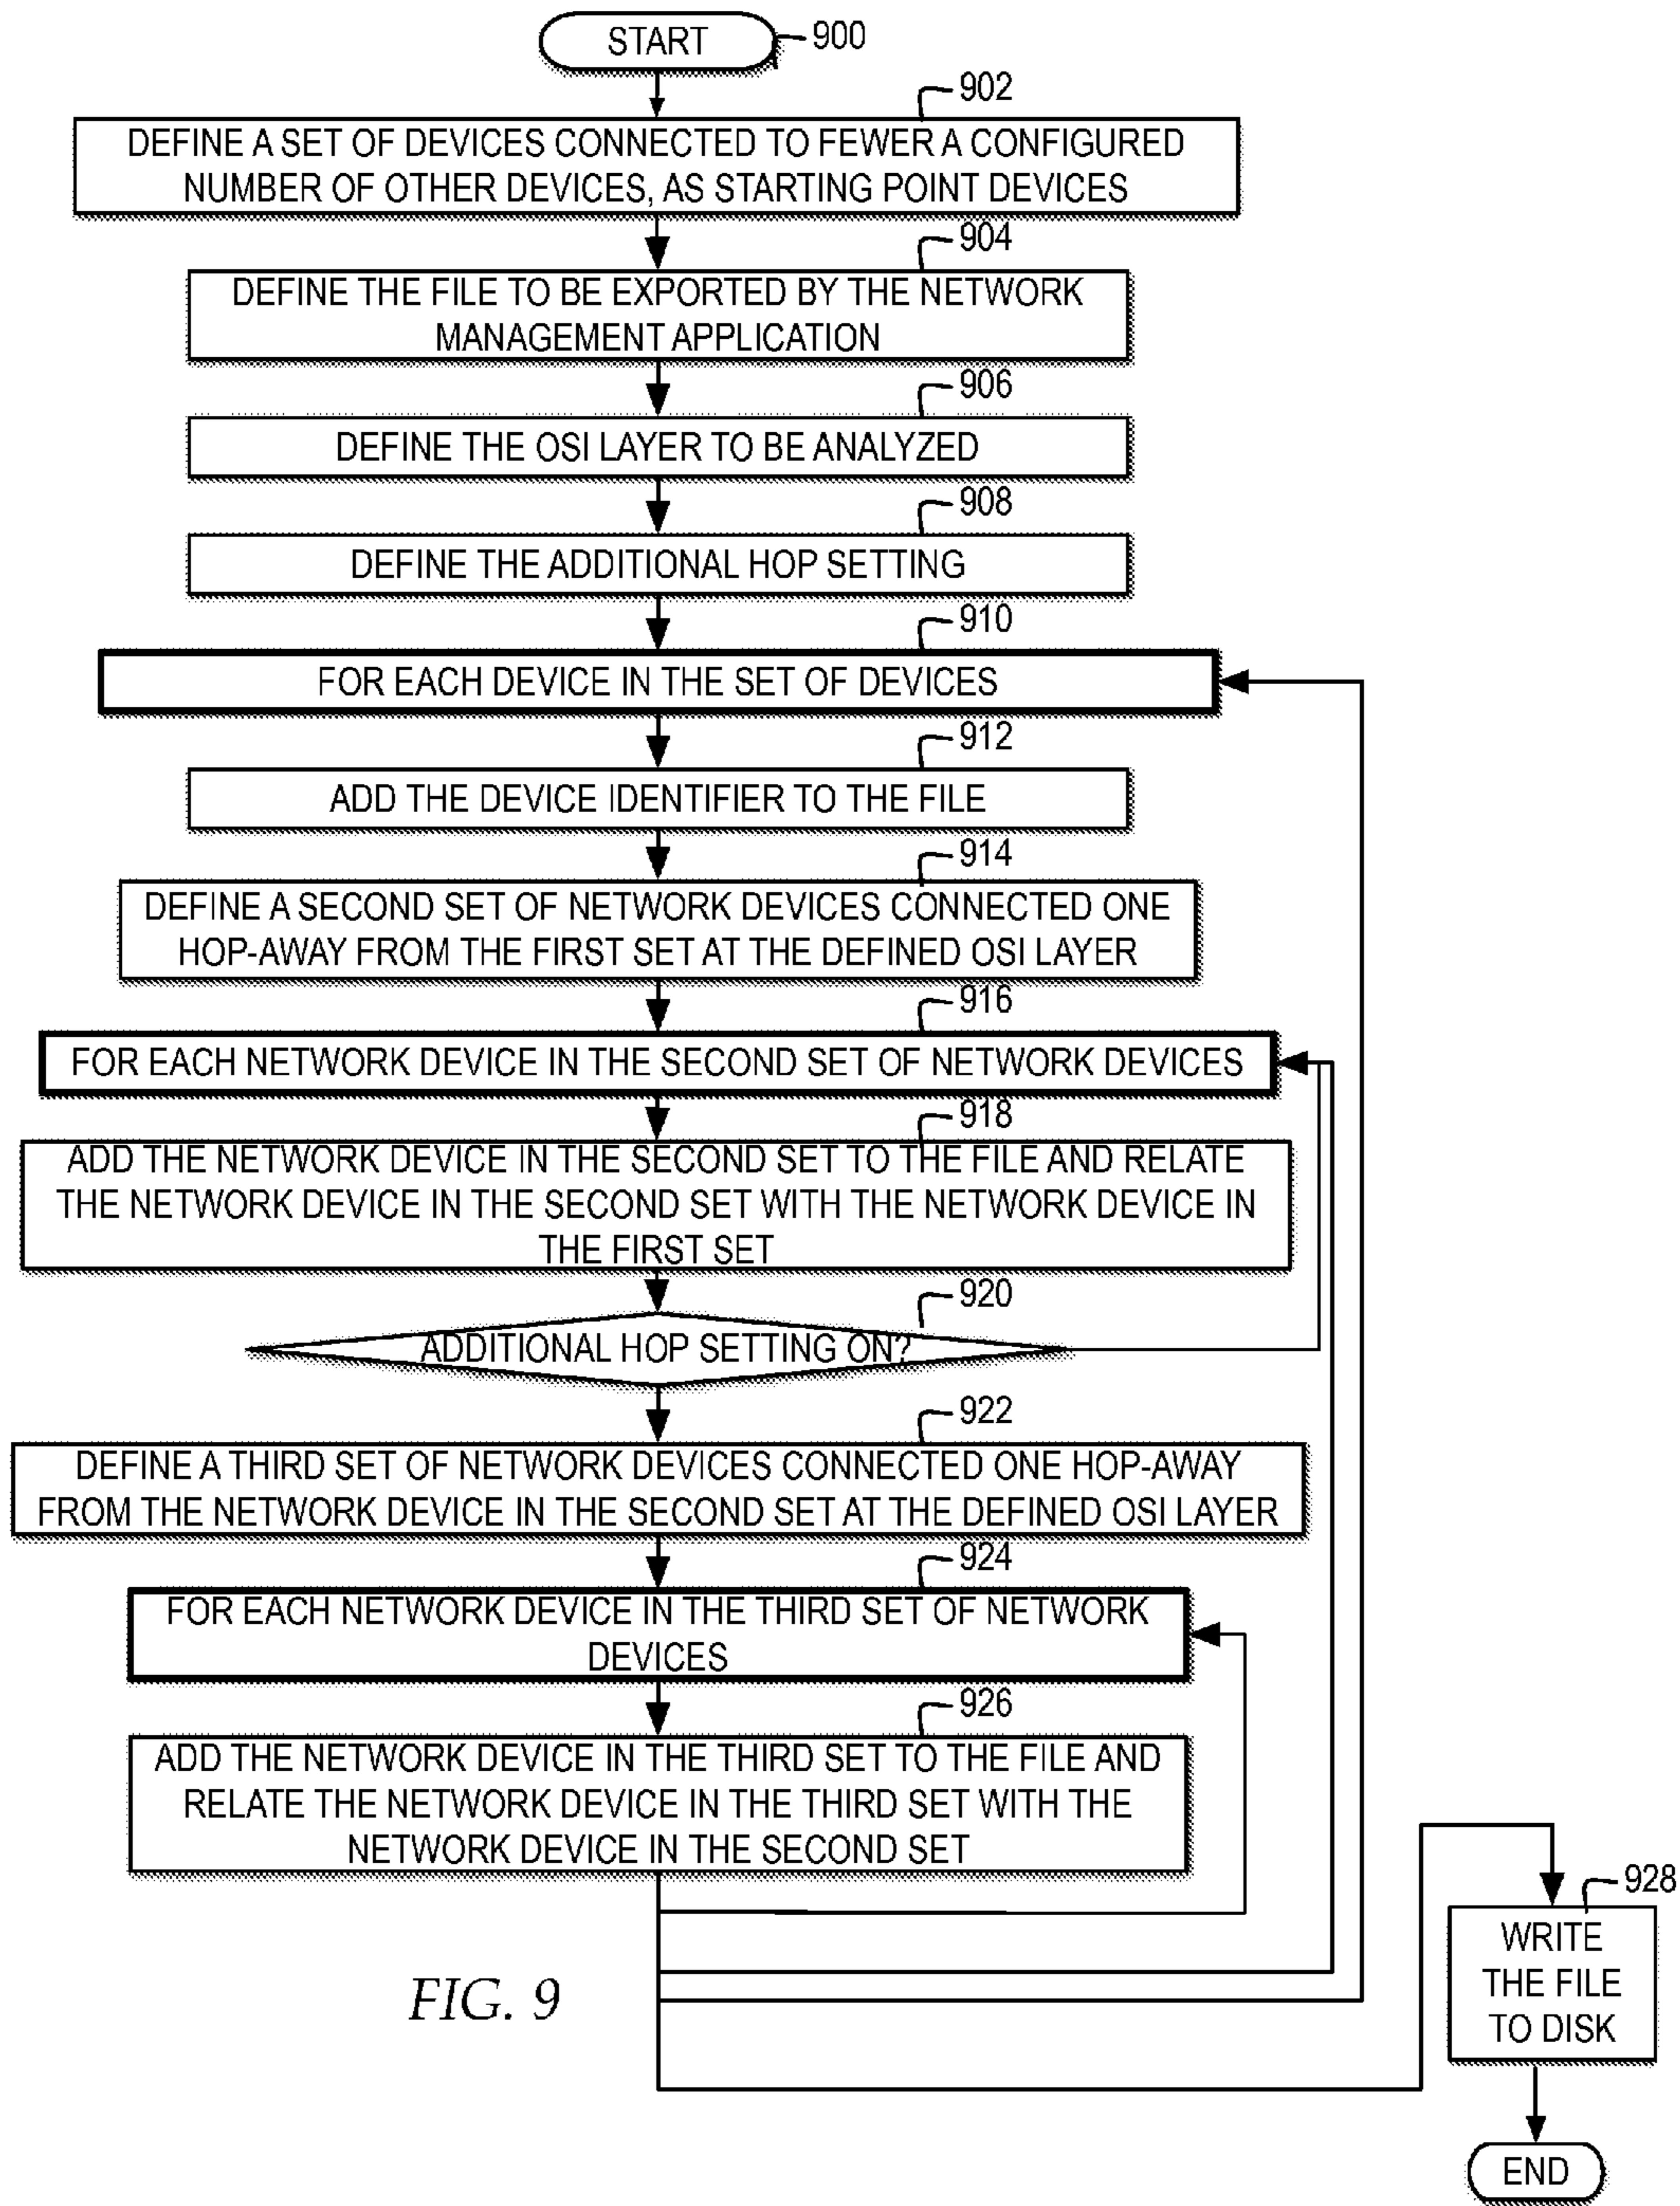 START
900
902
DEFINE A SET OF DEVICES CONNECTED TO FEWER A CONFIGURED
NUMBER OF OTHER DEVICES, AS STARTING POINT DEVICES
904
DEFINE THE FILE TO BE EXPORTED BY THE NETWORK
MANAGEMENT APPLICATION
906
DEFINE THE OSI LAYER TO BE ANALYZED
908
DEFINE THE ADDITIONAL HOP SETTING
910
FOR EACH DEVICE IN THE SET OF DEVICES
912
ADD THE DEVICE IDENTIFIER TO THE FILE
914
DEFINE A SECOND SET OF NETWORK DEVICES CONNECTED ONE
HOP-AWAY FROM THE FIRST SET AT THE DEFINED OSI LAYER
916
FOR EACH NETWORK DEVICE IN THE SECOND SET OF NETWORK DEVICES
918
ADD THE NETWORK DEVICE IN THE SECOND SET TO THE FILE AND RELATE
THE NETWORK DEVICE IN THE SECOND SET WITH THE NETWORK DEVICE IN
THE FIRST SET
920
ADDITIONAL HOP SETTING ON?
922
DEFINE A THIRD SET OF NETWORK DEVICES CONNECTED ONE HOP-AWAY
FROM THE NETWORK DEVICE IN THE SECOND SET AT THE DEFINED OSI LAYER
924
FOR EACH NETWORK DEVICE IN THE THIRD SET OF NETWORK
DEVICES
926
ADD THE NETWORK DEVICE IN THE THIRD SET TO THE FILE AND
RELATE THE NETWORK DEVICE IN THE THIRD SET WITH THE
NETWORK DEVICE IN THE SECOND SET
928
WRITE
THE FILE
TO DISK
FIG. 9
END